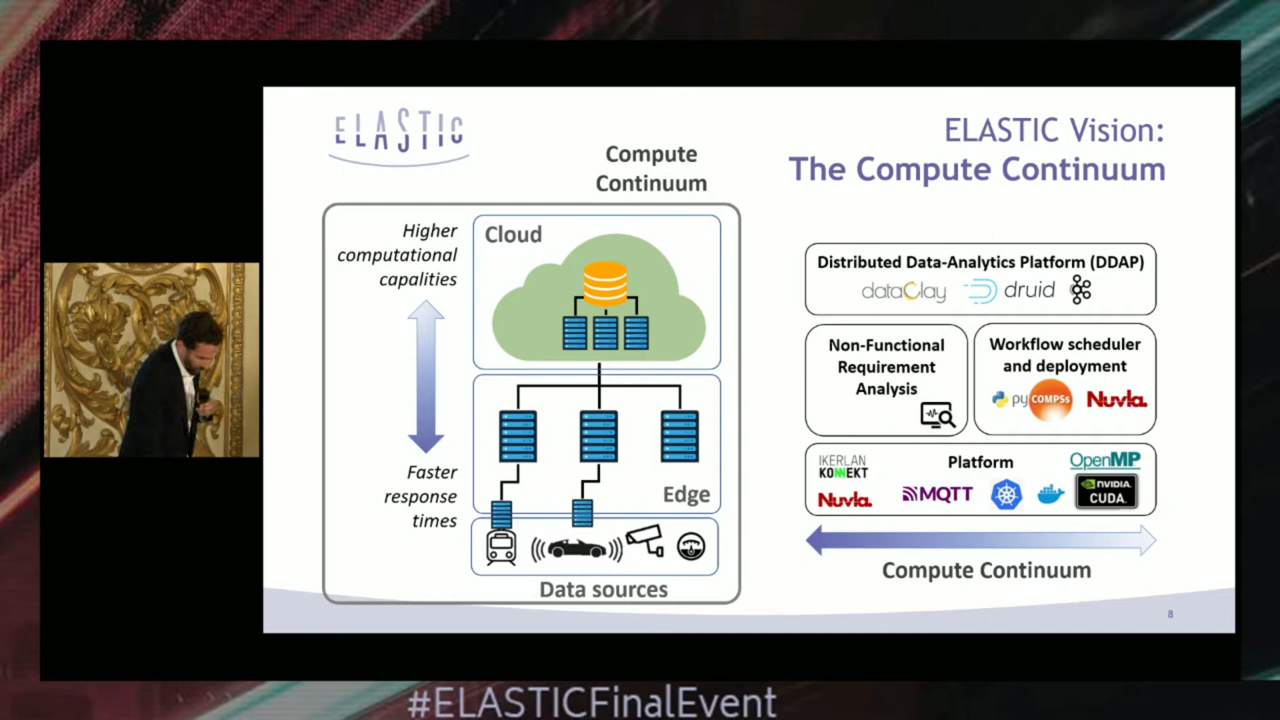 ELASTIC
ELASTIC Vision:
The Compute Continuum
Compute
Continuum
Higher
computational
capalities
Faster
response
times
Cloud
Edge
Data sources
Distributed Data-Analytics Platform (DDAP)
dataClay
druid
Non-Functional
Requirement
Analysis
Workflow scheduler
and deployment
pyCOMPSs
Nuvla.
IKERLAN
KONNEKT
Platform
OpenMP
Nuvla.
MQTT
NVIDIA.
CUDA.
Compute Continuum
8
#ELASTICFinalEvent